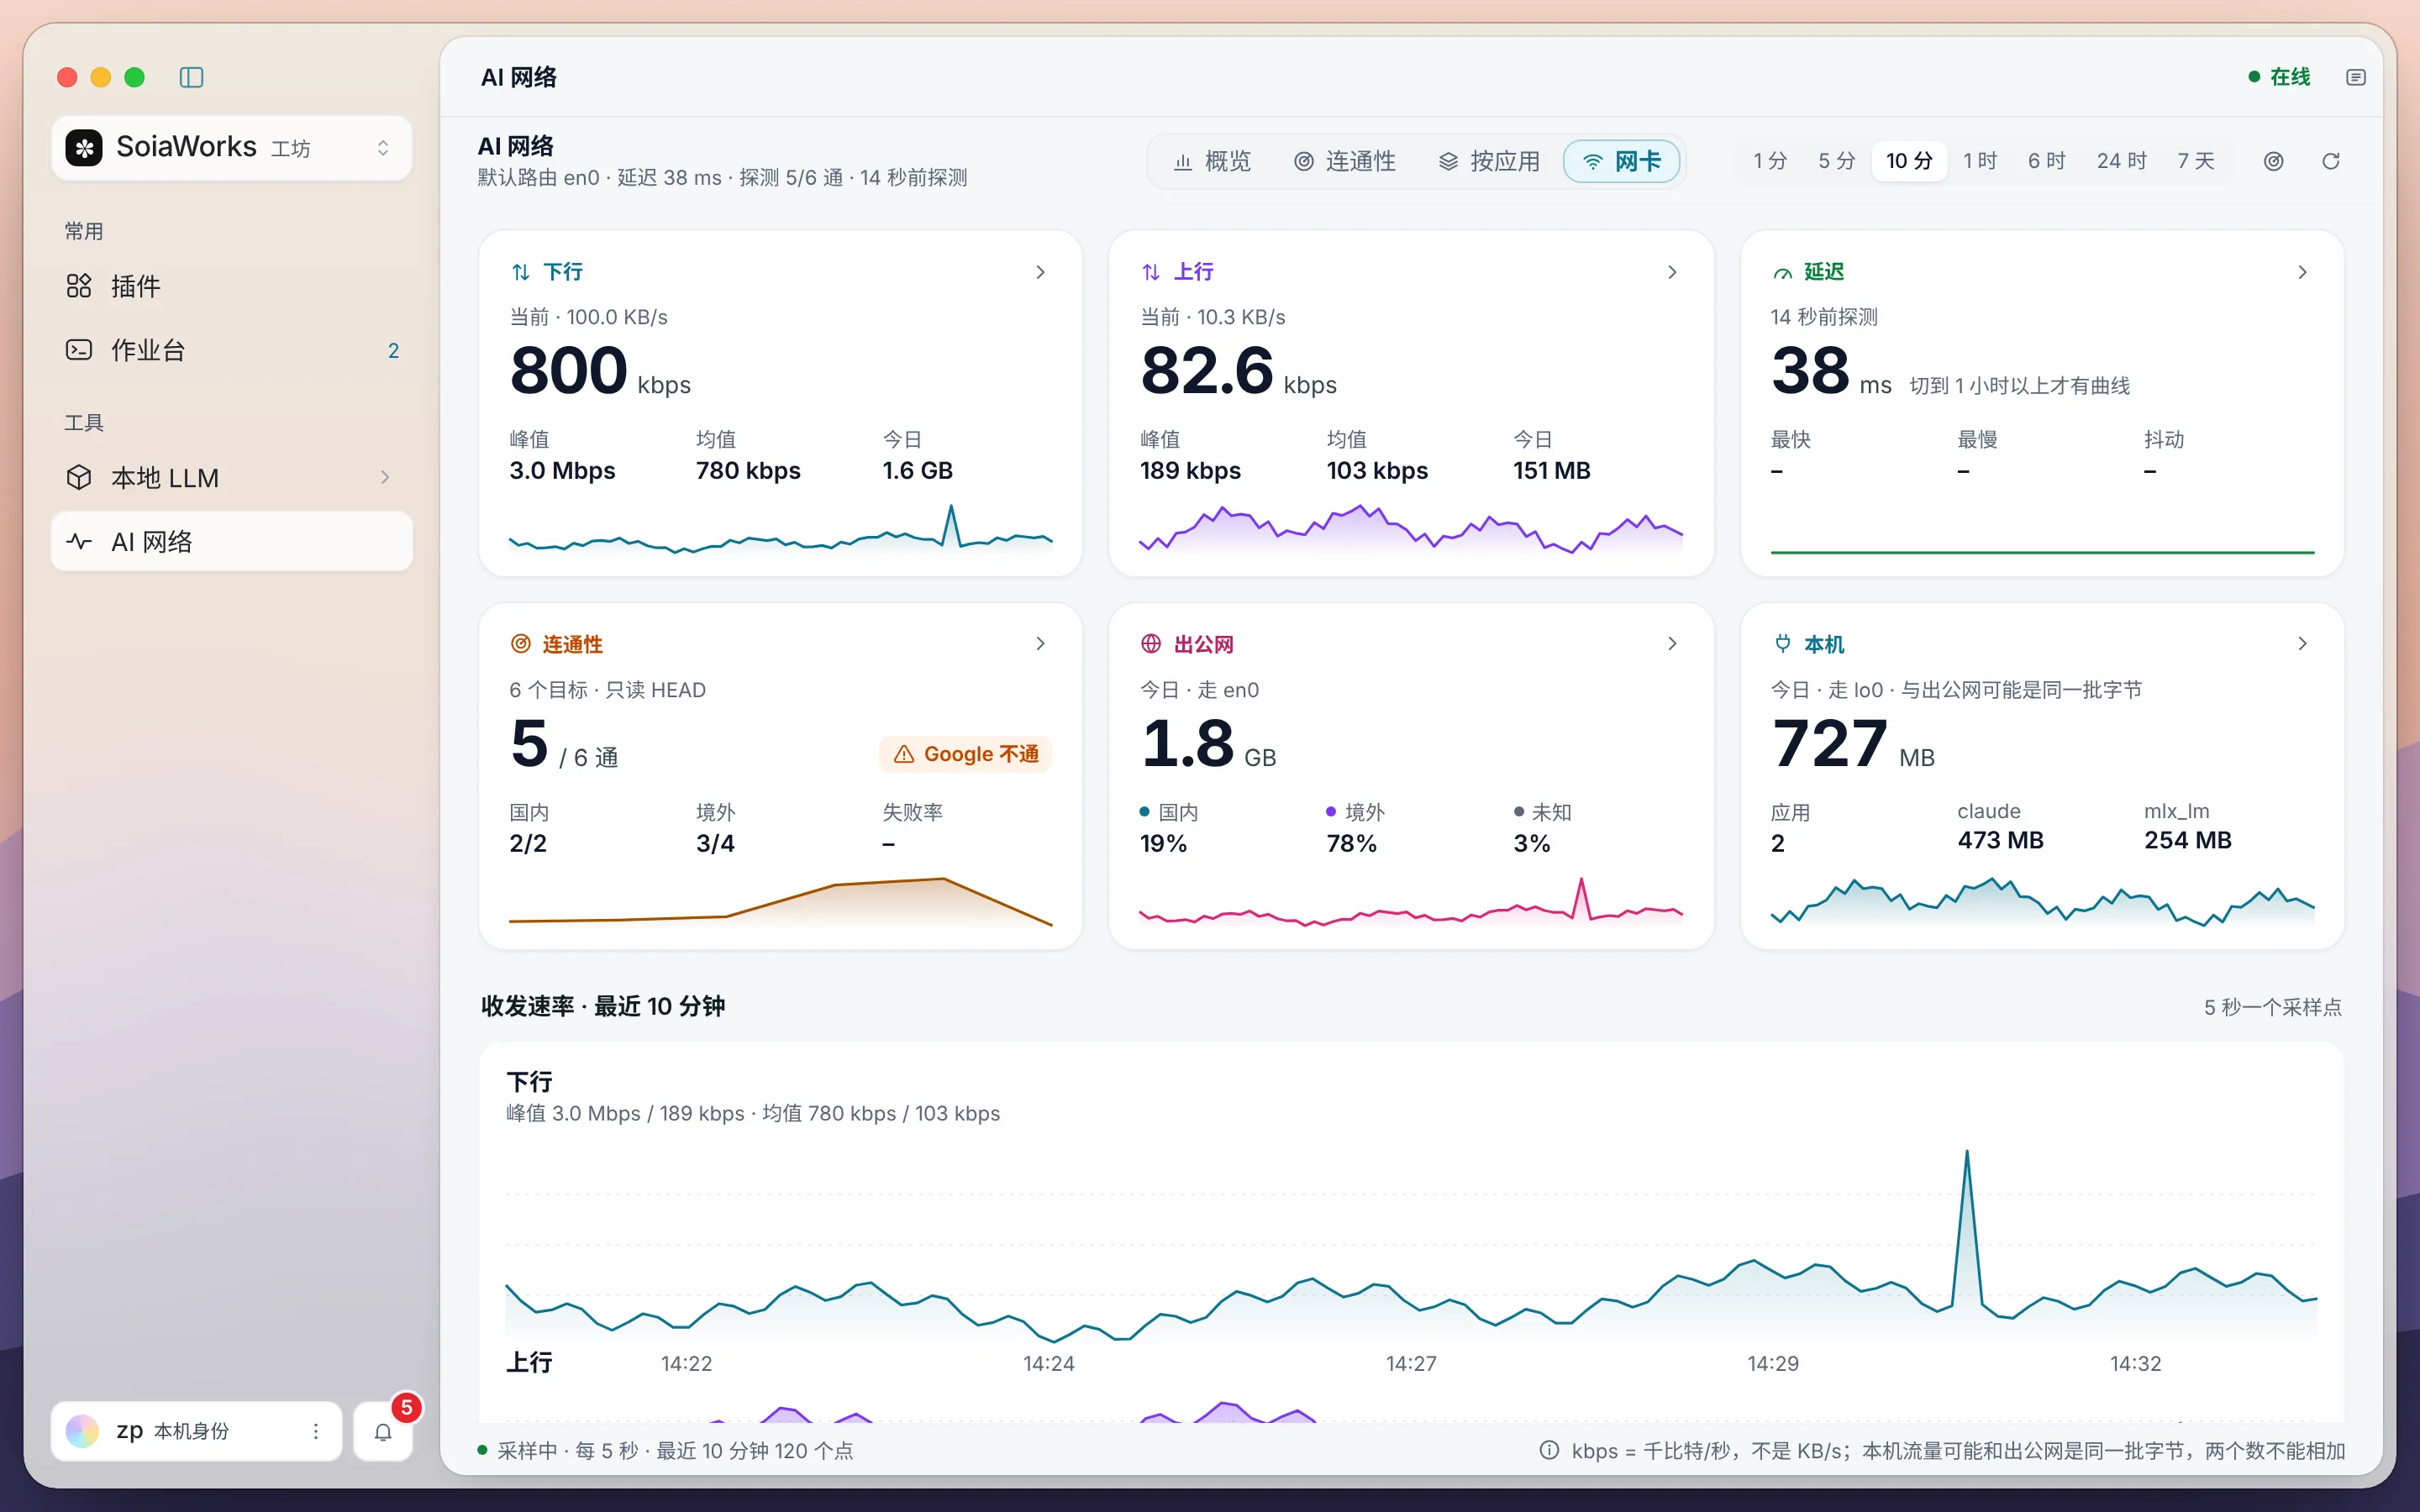 AI 网络
在线
SoiaWorks 工坊
常用
插件
作业台 2
工具
本地 LLM
AI 网络
zp 本机身份
5
AI 网络
默认路由 en0 · 延迟 38 ms · 探测 5/6 通 · 14 秒前探测
概览 连通性 按应用 网卡
1 分 5 分 10 分 1 时 6 时 24 时 7 天
下行
当前 · 100.0 KB/s
800 kbps
峰值 均值 今日
3.0 Mbps 780 kbps 1.6 GB
上行
当前 · 10.3 KB/s
82.6 kbps
峰值 均值 今日
189 kbps 103 kbps 151 MB
延迟
14 秒前探测
38 ms 切到 1 小时以上才有曲线
最快 最慢 抖动
– – –
连通性
6 个目标 · 只读 HEAD
5 / 6 通 Google 不通
国内 境外 失败率
2/2 3/4 –
出公网
今日 · 走 en0
1.8 GB
国内 境外 未知
19% 78% 3%
本机
今日 · 走 lo0 · 与出公网可能是同一批字节
727 MB
应用 claude mlx_lm
2 473 MB 254 MB
收发速率 · 最近 10 分钟
5 秒一个采样点
下行
峰值 3.0 Mbps / 189 kbps · 均值 780 kbps / 103 kbps
上行
14:22 14:24 14:27 14:29 14:32
采样中 · 每 5 秒 · 最近 10 分钟 120 个点
kbps = 千比特/秒，不是 KB/s；本机流量可能和出公网是同一批字节，两个数不能相加